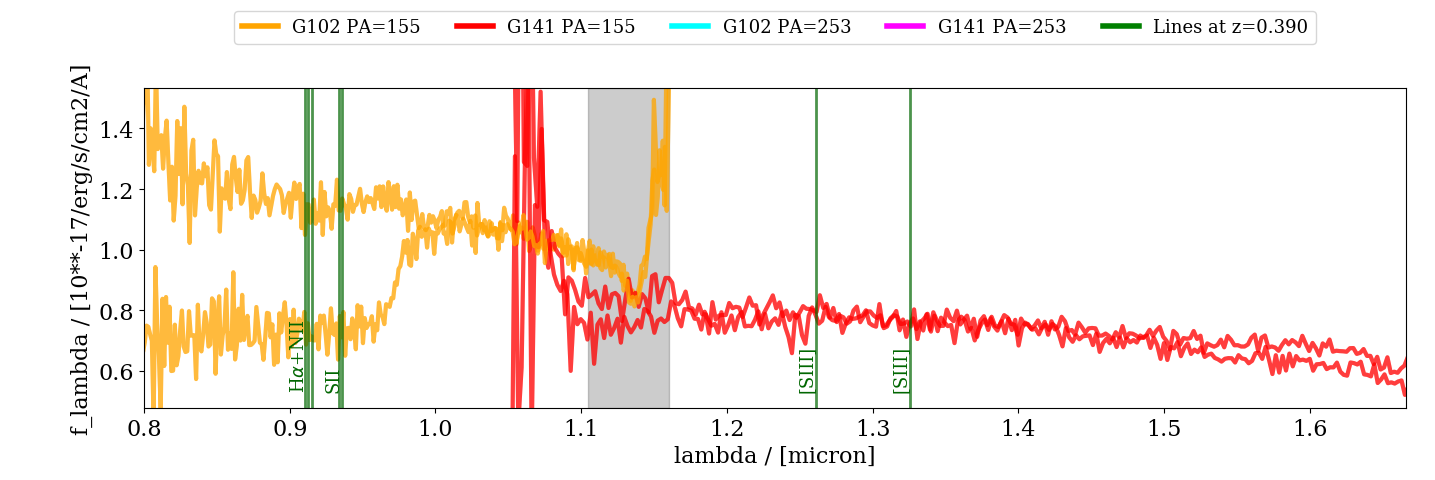 G102 PA=155 G141 PA=155 G102 PA=253 G141 PA=253 Lines at z=0.390
f_lambda / [10**-17/erg/s/cm2/A]
1.4
1.2
1.0
0.8
0.6
Hα+NII
SII
[SIII]
[SIII]
0.8 0.9 1.0 1.1 1.2 1.3 1.4 1.5 1.6
lambda / [micron]